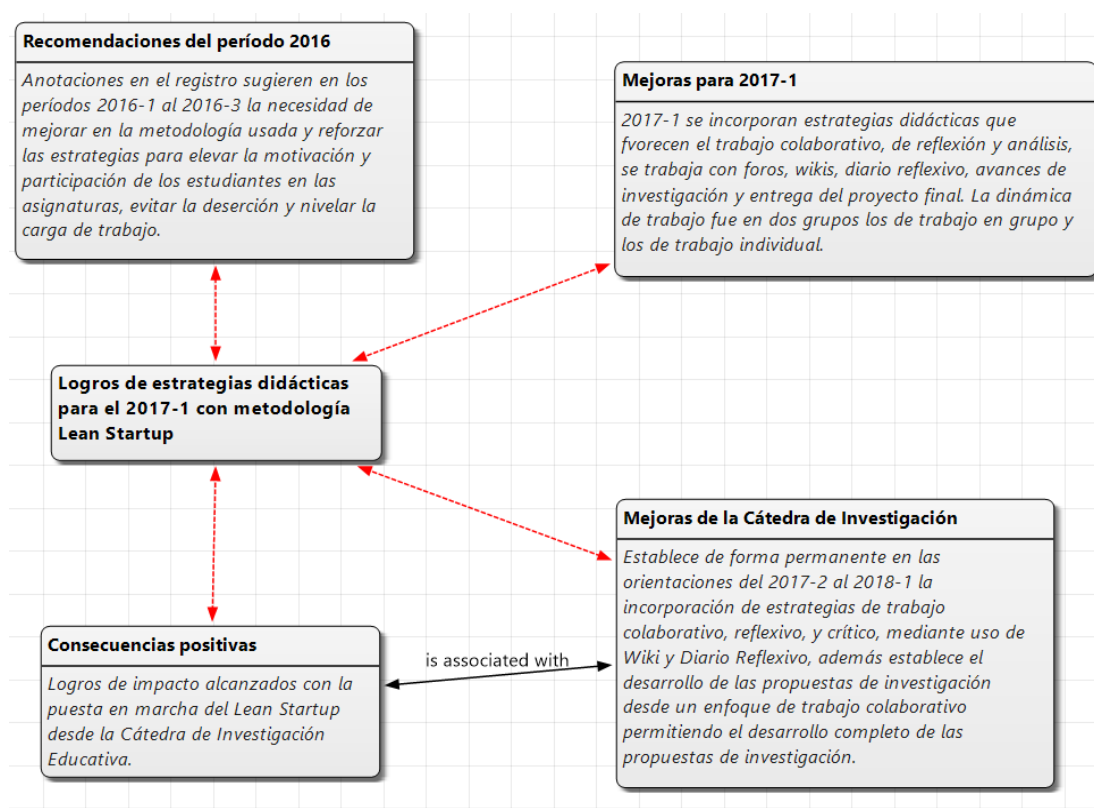 Recomendaciones del período 2016
Anotaciones en el registro sugieren en los
períodos 2016-1 al 2016-3 la necesidad de
mejorar en la metodología usada y reforzar
las estrategias para elevar la motivación y
participación de los estudiantes en las
asignaturas, evitar la deserción y nivelar la
carga de trabajo.
Mejoras para 2017-1
2017-1 se incorporan estrategias didácticas que
fvorecen el trabajo colaborativo, de reflexión y análisis,
se trabaja con foros, wikis, diario reflexivo, avances de
investigación y entrega del proyecto final. La dinámica
de trabajo fue en dos grupos los de trabajo en grupo y
los de trabajo individual.
Logros de estrategias didácticas
para el 2017-1 con metodología
Lean Startup
Mejoras de la Cátedra de Investigación
Establece de forma permanente en las
orientaciones del 2017-2 al 2018-1 la
incorporación de estrategias de trabajo
colaborativo, reflexivo, y crítico, mediante uso de
Wiki y Diario Reflexivo, además establece el
desarrollo de las propuestas de investigación
desde un enfoque de trabajo colaborativo
permitiendo el desarrollo completo de las
propuestas de investigación.
Consecuencias positivas
Logros de impacto alcanzados con la
puesta en marcha del Lean Startup
desde la Cátedra de Investigación
Educativa.
is associated with